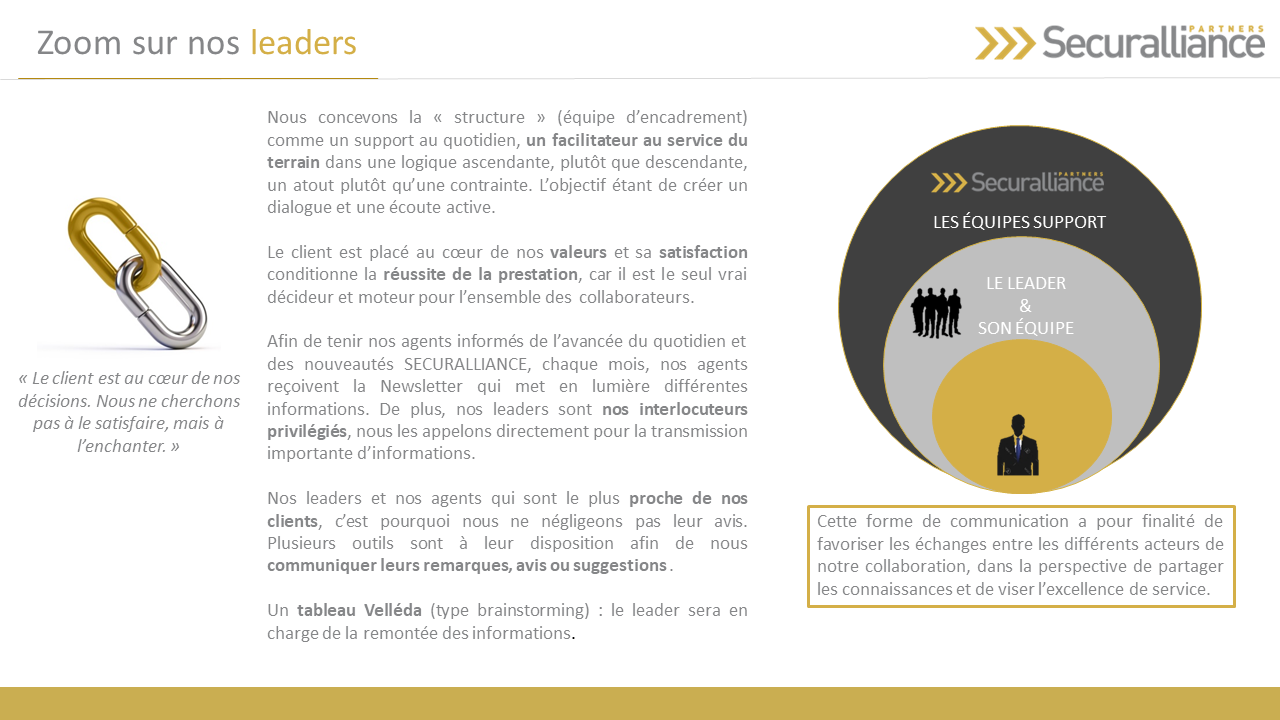 Zoom sur nos leaders
PARTNERS
Securalliance
« Le client est au cœur de nos
décisions. Nous ne cherchons
pas à le satisfaire, mais à
l’enchanter. »
Nous concevons la « structure » (équipe d’encadrement)
comme un support au quotidien, un facilitateur au service du
terrain dans une logique ascendante, plutôt que descendante,
un atout plutôt qu’une contrainte. L’objectif étant de créer un
dialogue et une écoute active.
Le client est placé au cœur de nos valeurs et sa satisfaction
conditionne la réussite de la prestation, car il est le seul vrai
décideur et moteur pour l’ensemble des collaborateurs.
Afin de tenir nos agents informés de l’avancée du quotidien et
des nouveautés SECURALLIANCE, chaque mois, nos agents
reçoivent la Newsletter qui met en lumière différentes
informations. De plus, nos leaders sont nos interlocuteurs
privilégiés, nous les appelons directement pour la transmission
importante d’informations.
Nos leaders et nos agents qui sont le plus proche de nos
clients, c’est pourquoi nous ne négligeons pas leur avis.
Plusieurs outils sont à leur disposition afin de nous
communiquer leurs remarques, avis ou suggestions .
Un tableau Velléda (type brainstorming) : le leader sera en
charge de la remontée des informations.
PARTNERS
Securalliance
LES ÉQUIPES SUPPORT
LE LEADER
&
SON ÉQUIPE
Cette forme de communication a pour finalité de
favoriser les échanges entre les différents acteurs de
notre collaboration, dans la perspective de partager
les connaissances et de viser l’excellence de service.